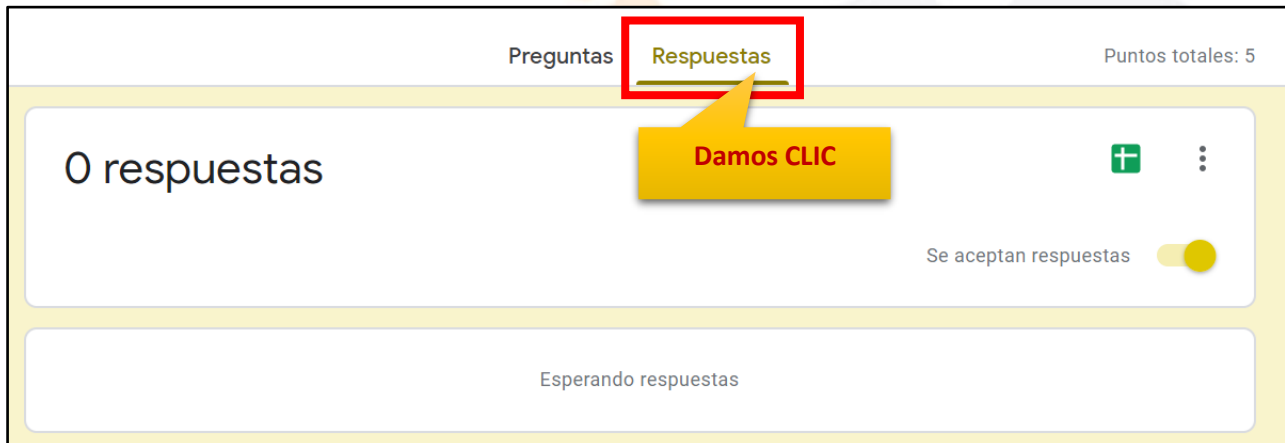 Preguntas Respuestas Puntos totales: 5
Damos CLIC
0 respuestas
Se aceptan respuestas
Esperando respuestas